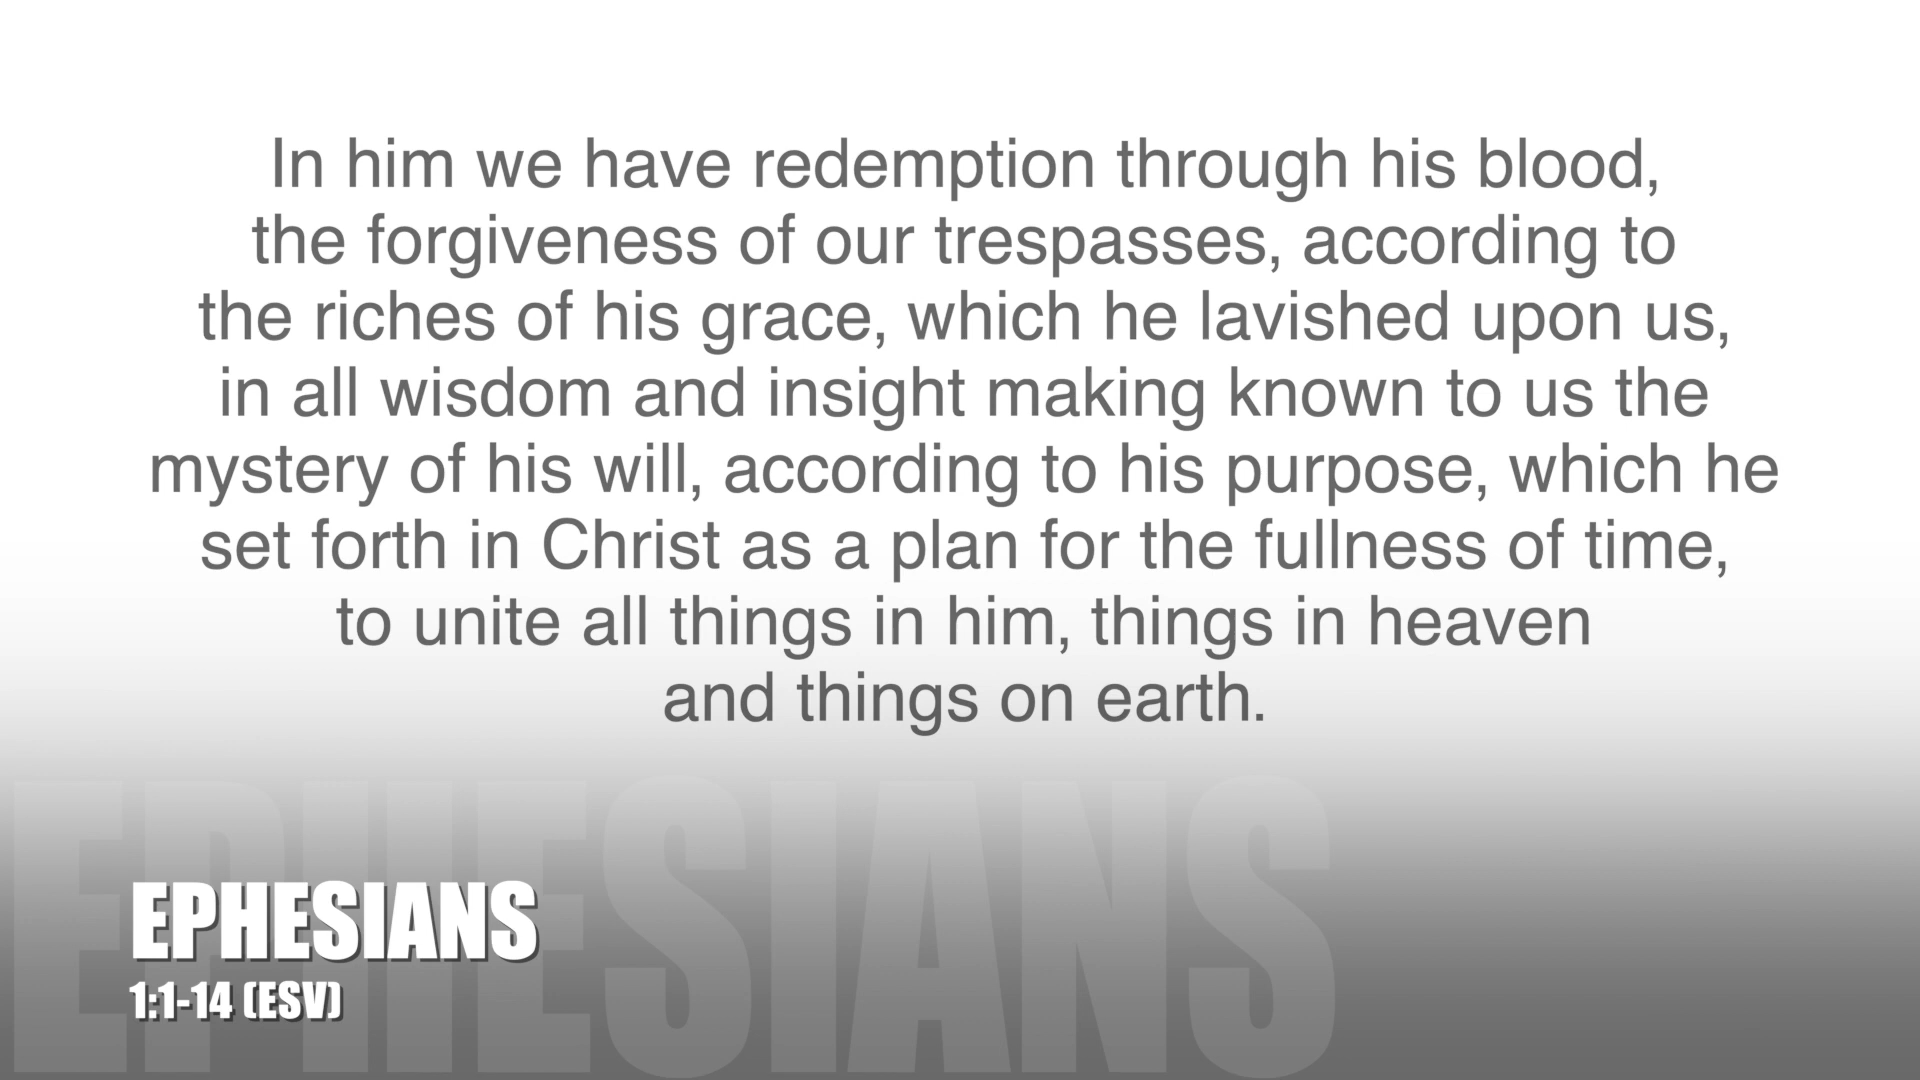 In him we have redemption through his blood,
the forgiveness of our trespasses, according to
the riches of his grace, which he lavished upon us,
in all wisdom and insight making known to us the
mystery of his will, according to his purpose, which he
set forth in Christ as a plan for the fullness of time,
to unite all things in him, things in heaven
and things on earth.
EPHESIANS
EPHESIANS
1:1-14 (ESV)